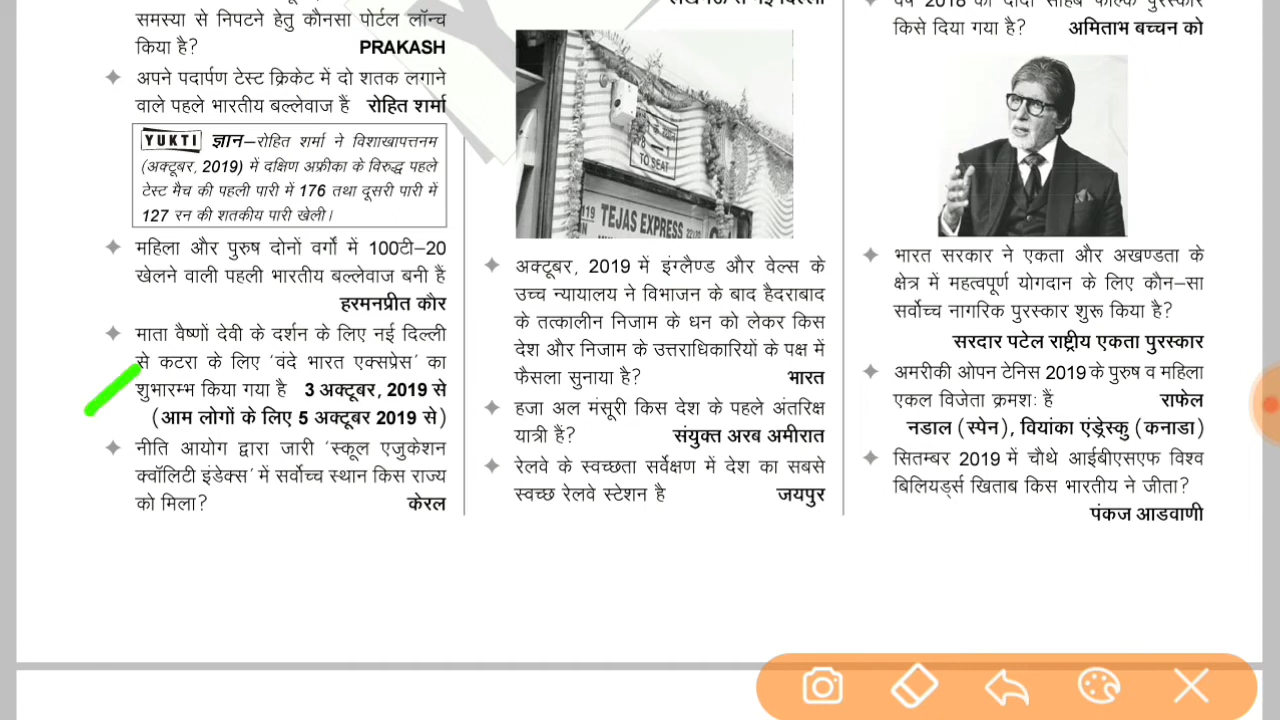 समस्या से निपटने हेतु कौनसा पोर्टल लॉन्च
किया है? PRAKASH
अपने पदार्पण टेस्ट क्रिकेट में दो शतक लगाने
वाले पहले भारतीय बल्लेवाज हैं रोहित शर्मा
YUKTI ज्ञान–रोहित शर्मा ने विशाखापत्तनम
(अक्टूबर, 2019) में दक्षिण अफ्रीका के विरुद्ध पहले
टेस्ट मैच की पहली पारी में 176 तथा दूसरी पारी में
127 रन की शतकीय पारी खेली।
महिला और पुरुष दोनों वर्गो में 100टी–20
खेलने वाली पहली भारतीय बल्लेवाज बनी हैं
हरमनप्रीत कौर
माता वैष्णों देवी के दर्शन के लिए नई दिल्ली
से कटरा के लिए 'वंदे भारत एक्सप्रेस' का
शुभारम्भ किया गया है 3 अक्टूबर, 2019 से
(आम लोगों के लिए 5 अक्टूबर 2019 से)
नीति आयोग द्वारा जारी 'स्कूल एजुकेशन
क्वॉलिटी इंडेक्स' में सर्वोच्च स्थान किस राज्य
को मिला? केरल
लखनऊ से नई दिल्ली
TO SEAT
TEJAS EXPRESS
अक्टूबर, 2019 में इंग्लैण्ड और वेल्स के
उच्च न्यायालय ने विभाजन के बाद हैदराबाद
के तत्कालीन निजाम के धन को लेकर किस
देश और निजाम के उत्तराधिकारियों के पक्ष में
फैसला सुनाया है? भारत
हजा अल मंसूरी किस देश के पहले अंतरिक्ष
यात्री हैं? संयुक्त अरब अमीरात
रेलवे के स्वच्छता सर्वेक्षण में देश का सबसे
स्वच्छ रेलवे स्टेशन है जयपुर
वर्ष 2018 का दादा साहब फाल्के पुरस्कार
किसे दिया गया है? अमिताभ बच्चन को
भारत सरकार ने एकता और अखण्डता के
क्षेत्र में महत्वपूर्ण योगदान के लिए कौन–सा
सर्वोच्च नागरिक पुरस्कार शुरू किया है?
सरदार पटेल राष्ट्रीय एकता पुरस्कार
अमरीकी ओपन टेनिस 2019 के पुरुष व महिला
एकल विजेता क्रमशः हैं राफेल
नडाल (स्पेन), वियांका एंड्रेस्कु (कनाडा)
सितम्बर 2019 में चौथे आईबीएसएफ विश्व
बिलियर्ड्स खिताब किस भारतीय ने जीता?
पंकज आडवाणी